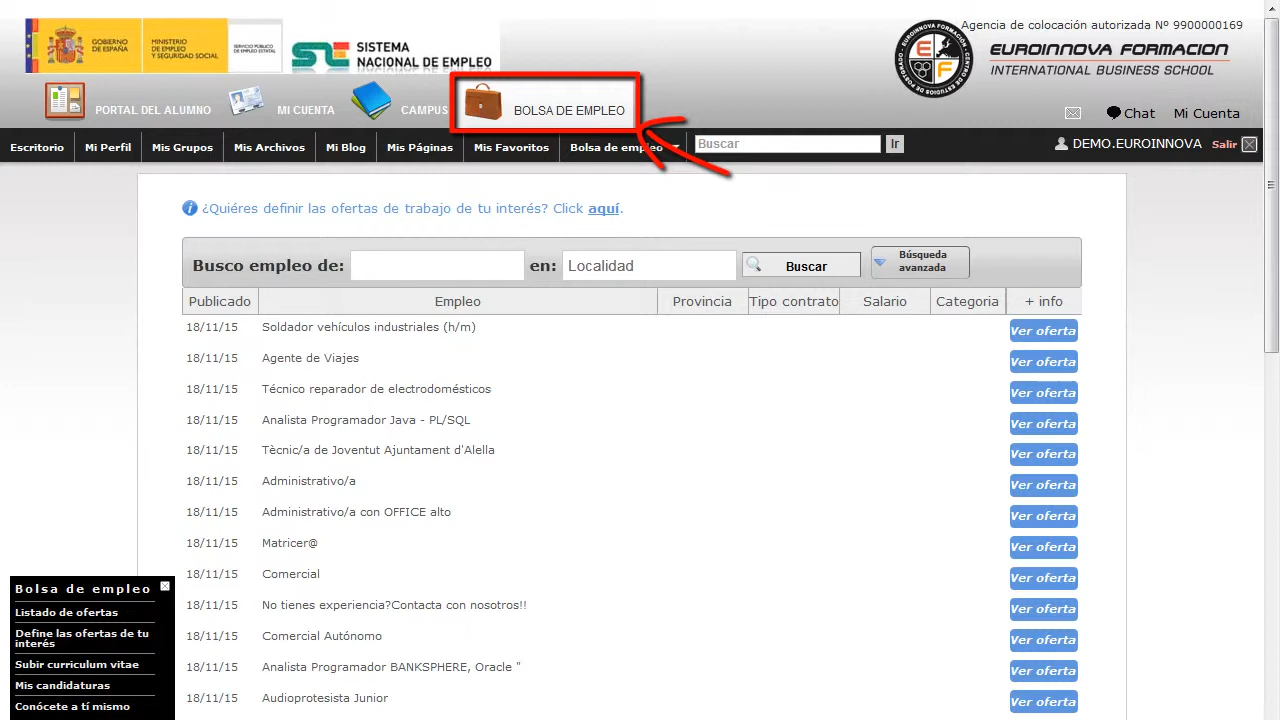 GOBIERNO
DE ESPAÑA
MINISTERIO
DE EMPLEO
Y SEGURIDAD SOCIAL
SERVICIO PÚBLICO
DE EMPLEO ESTATAL
SISTEMA
NACIONAL DE EMPLEO
Agencia de colocación autorizada Nº 9900000169
EUROINNOVA FORMACION
INTERNATIONAL BUSINESS SCHOOL
EF
PORTAL DEL ALUMNO
MI CUENTA
CAMPUS
BOLSA DE EMPLEO
Chat
Mi Cuenta
Escritorio
Mi Perfil
Mis Grupos
Mis Archivos
Mi Blog
Mis Páginas
Mis Favoritos
Bolsa de empleo
Buscar
Ir
DEMO.EUROINNOVA
Salir
¿Quiéres definir las ofertas de trabajo de tu interés? Click aquí.
Busco empleo de:
en:
Localidad
Buscar
Búsqueda
avanzada
Publicado Empleo Provincia Tipo contrato Salario Categoria + info
18/11/15 Soldador vehículos industriales (h/m) Ver oferta
18/11/15 Agente de Viajes Ver oferta
18/11/15 Técnico reparador de electrodomésticos Ver oferta
18/11/15 Analista Programador Java - PL/SQL Ver oferta
18/11/15 Tècnic/a de Joventut Ajuntament d'Alella Ver oferta
18/11/15 Administrativo/a Ver oferta
18/11/15 Administrativo/a con OFFICE alto Ver oferta
18/11/15 Matricer@ Ver oferta
18/11/15 Comercial Ver oferta
18/11/15 No tienes experiencia?Contacta con nosotros!! Ver oferta
18/11/15 Comercial Autónomo Ver oferta
18/11/15 Analista Programador BANKSPHERE, Oracle " Ver oferta
18/11/15 Audioprotesista Junior Ver oferta
Bolsa de empleo
Listado de ofertas
Define las ofertas de tu
interés
Subir curriculum vitae
Mis candidaturas
Conócete a tí mismo